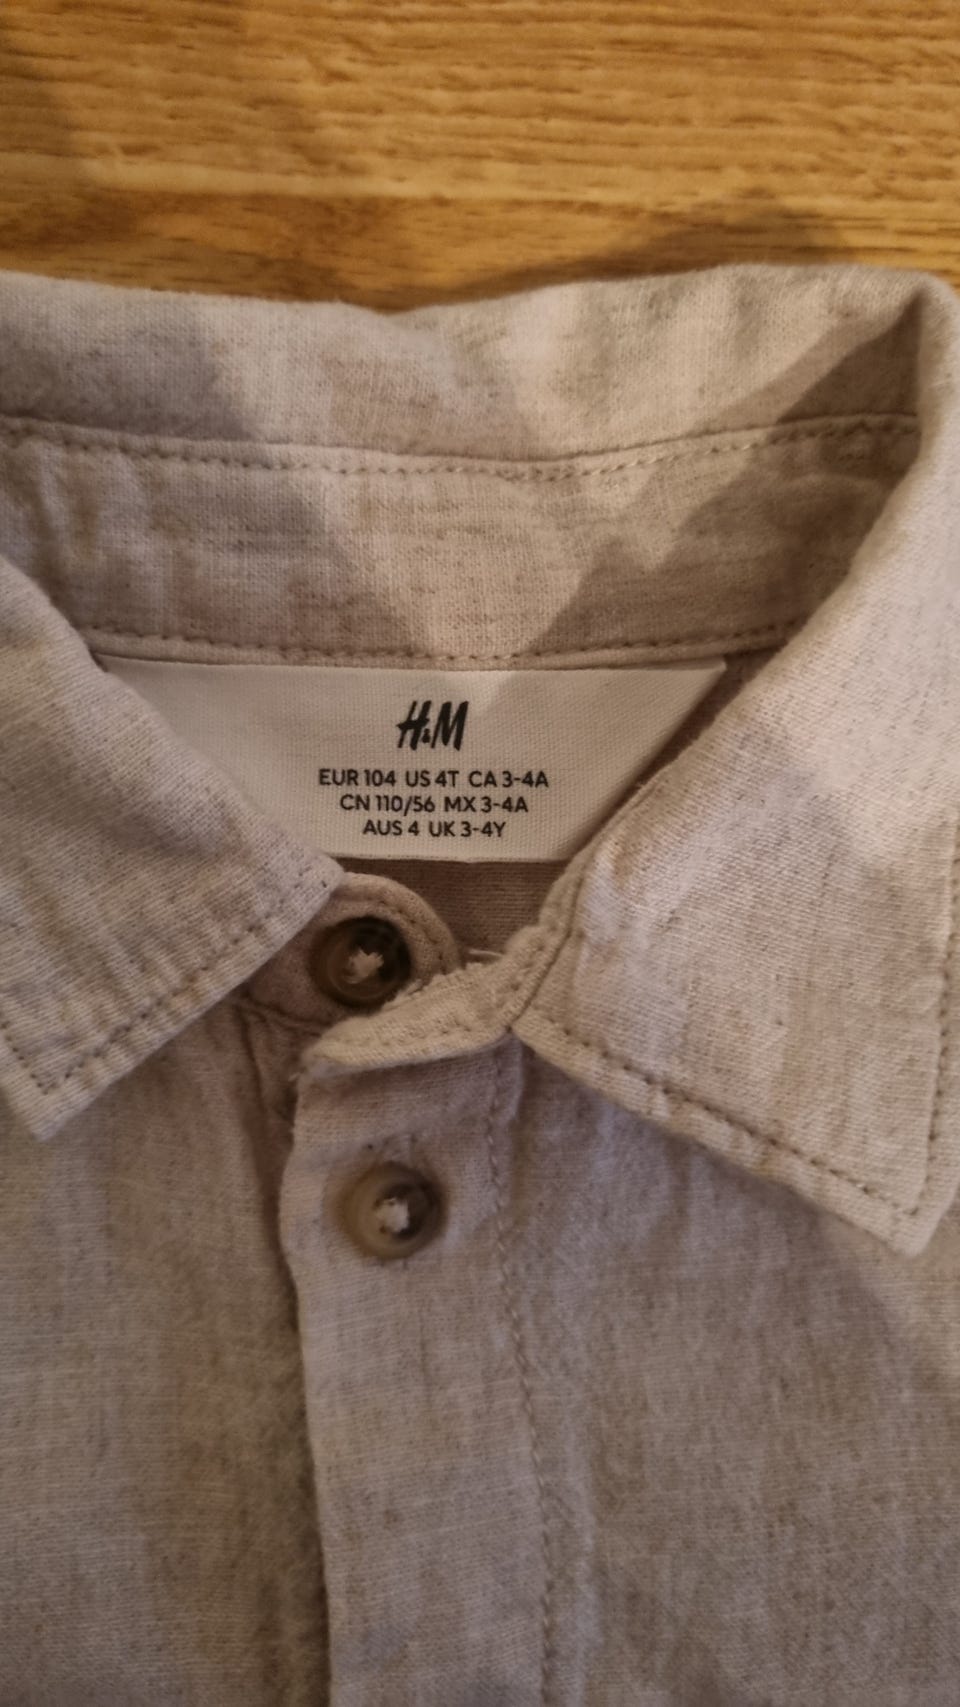 H&M
EUR 104 US 4T CA 3-4A
CN 110/56 MX 3-4A
AUS 4 UK 3-4Y